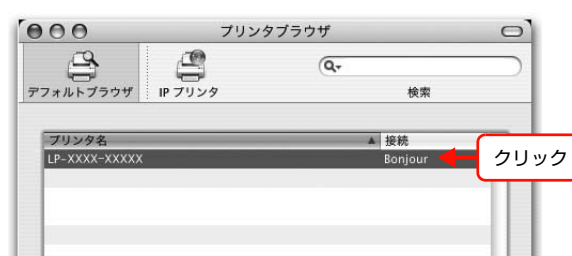 プリンタブラウザ
デフォルトブラウザ IP プリンタ 検索
プリンタ名 接続
LP-XXXX-XXXXX Bonjour
クリック